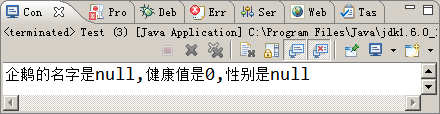 Con Pro Deb Err Ser Web Tas
<terminated> Test (3) [Java Application] C:\Program Files\Java\jdk1.6.0_
企鹅的名字是null,健康值是0,性别是null